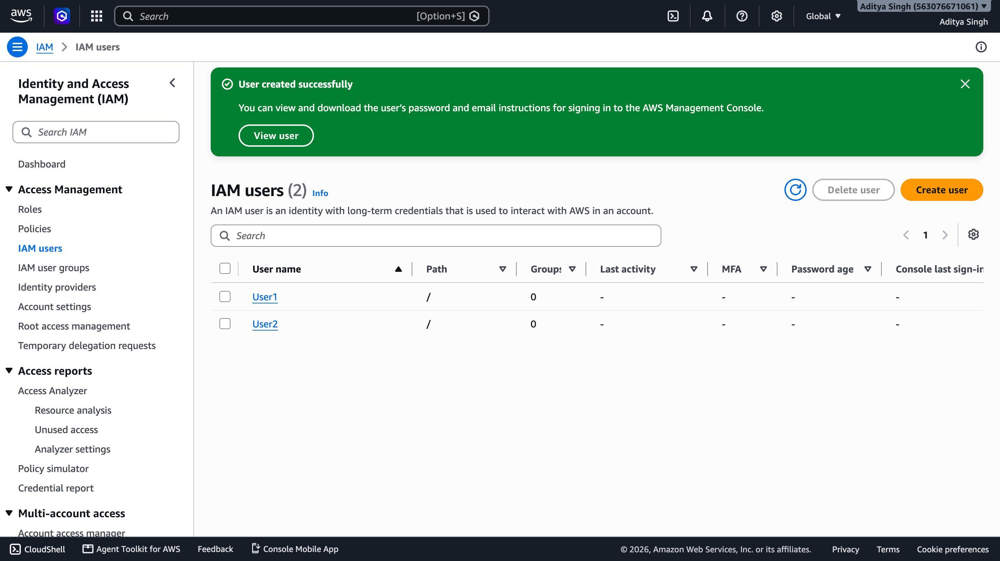 aws
Search
[Option+S]
Global
Aditya Singh (563076671061)
Aditya Singh
IAM
IAM users
Identity and Access
Management (IAM)
Search IAM
Dashboard
Access Management
Roles
Policies
IAM users
IAM user groups
Identity providers
Account settings
Root access management
Temporary delegation requests
Access reports
Access Analyzer
Resource analysis
Unused access
Analyzer settings
Policy simulator
Credential report
Multi-account access
Account access manager
User created successfully
You can view and download the user’s password and email instructions for signing in to the AWS Management Console.
View user
IAM users (2) Info
Delete user
Create user
An IAM user is an identity with long-term credentials that is used to interact with AWS in an account.
Search
1
User name Path Groups Last activity MFA Password age Console last sign-in
User1 / 0 - - - -
User2 / 0 - - - -
CloudShell Agent Toolkit for AWS Feedback Console Mobile App © 2026, Amazon Web Services, Inc. or its affiliates. Privacy Terms Cookie preferences